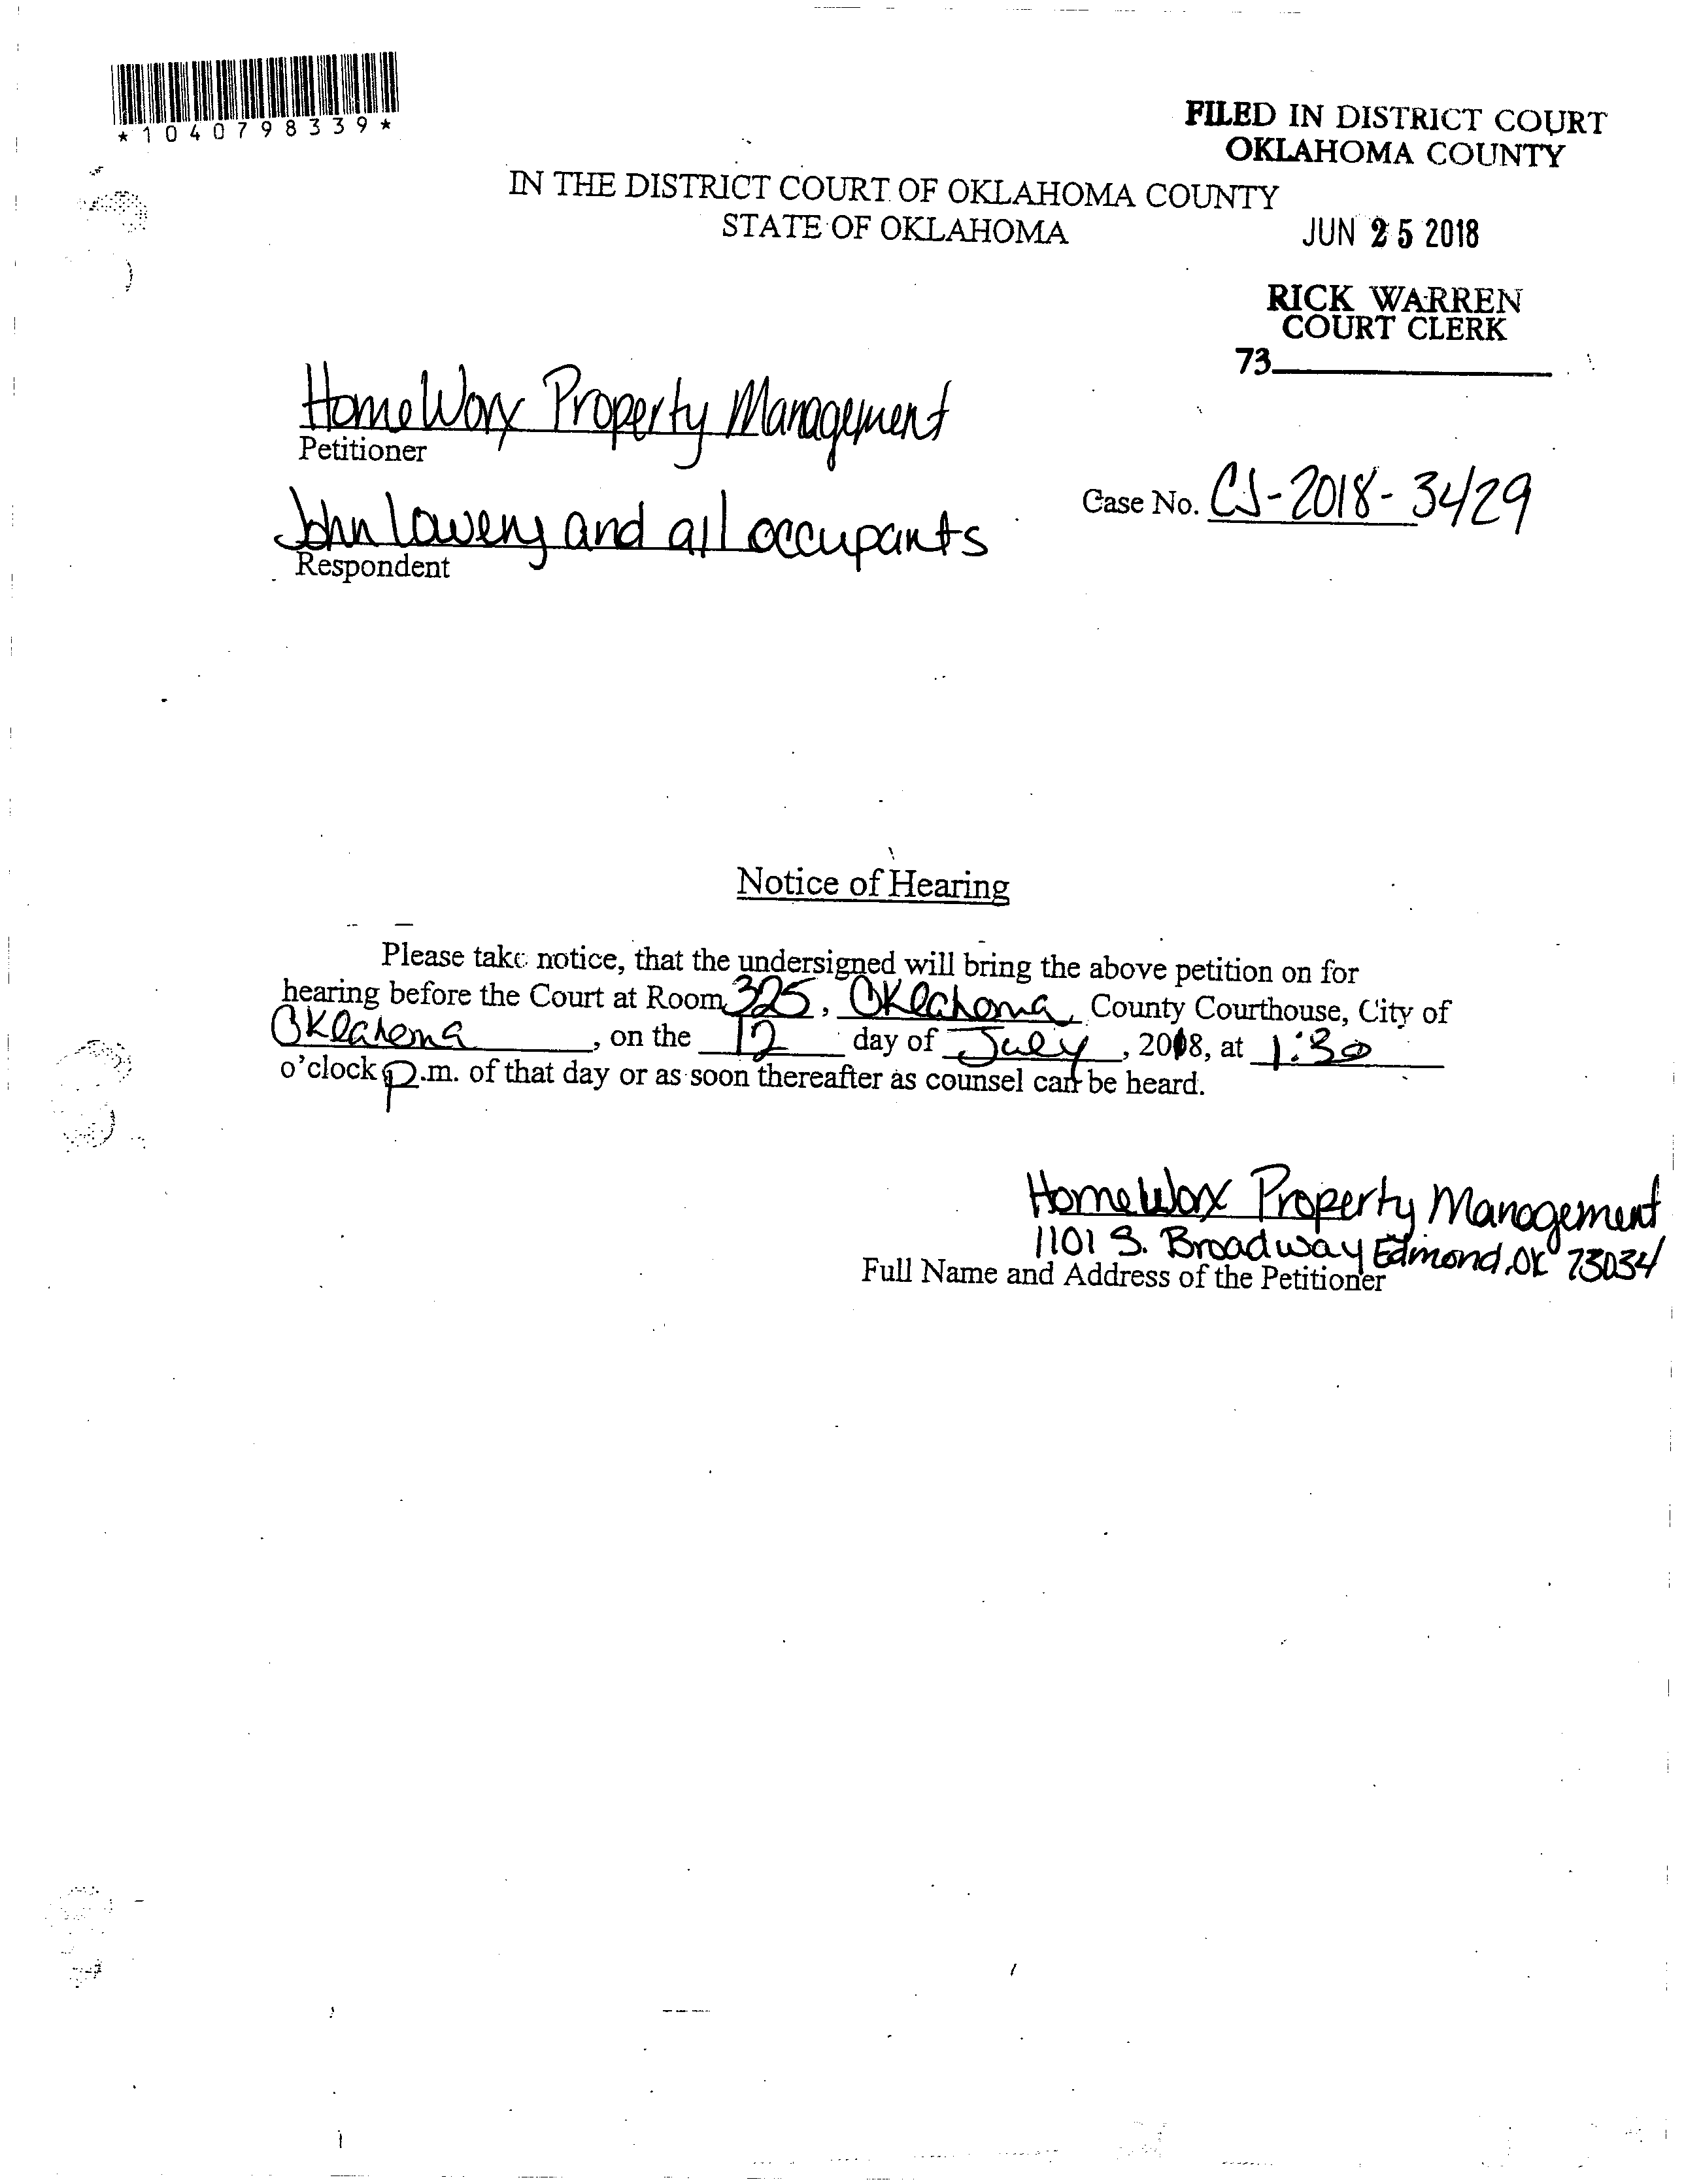 *1040798339*
FILED IN DISTRICT COURT
OKLAHOMA COUNTY
IN THE DISTRICT COURT OF OKLAHOMA COUNTY
STATE OF OKLAHOMA
JUN 25 2018
RICK WARREN
COURT CLERK
73
HomeWorx Property Management
Petitioner
Case No. CJ-2018-3429
John Lowery and all occupants
Respondent
Notice of Hearing
Please take notice, that the undersigned will bring the above petition on for
hearing before the Court at Room 325, Oklahoma, County Courthouse, City of
Oklahoma, on the 12 day of July, 2018, at 1:30
o'clock p.m. of that day or as soon thereafter as counsel can be heard.
HomeWorx Property Management
1101 S. Broadway Edmond, OK 73034
Full Name and Address of the Petitioner